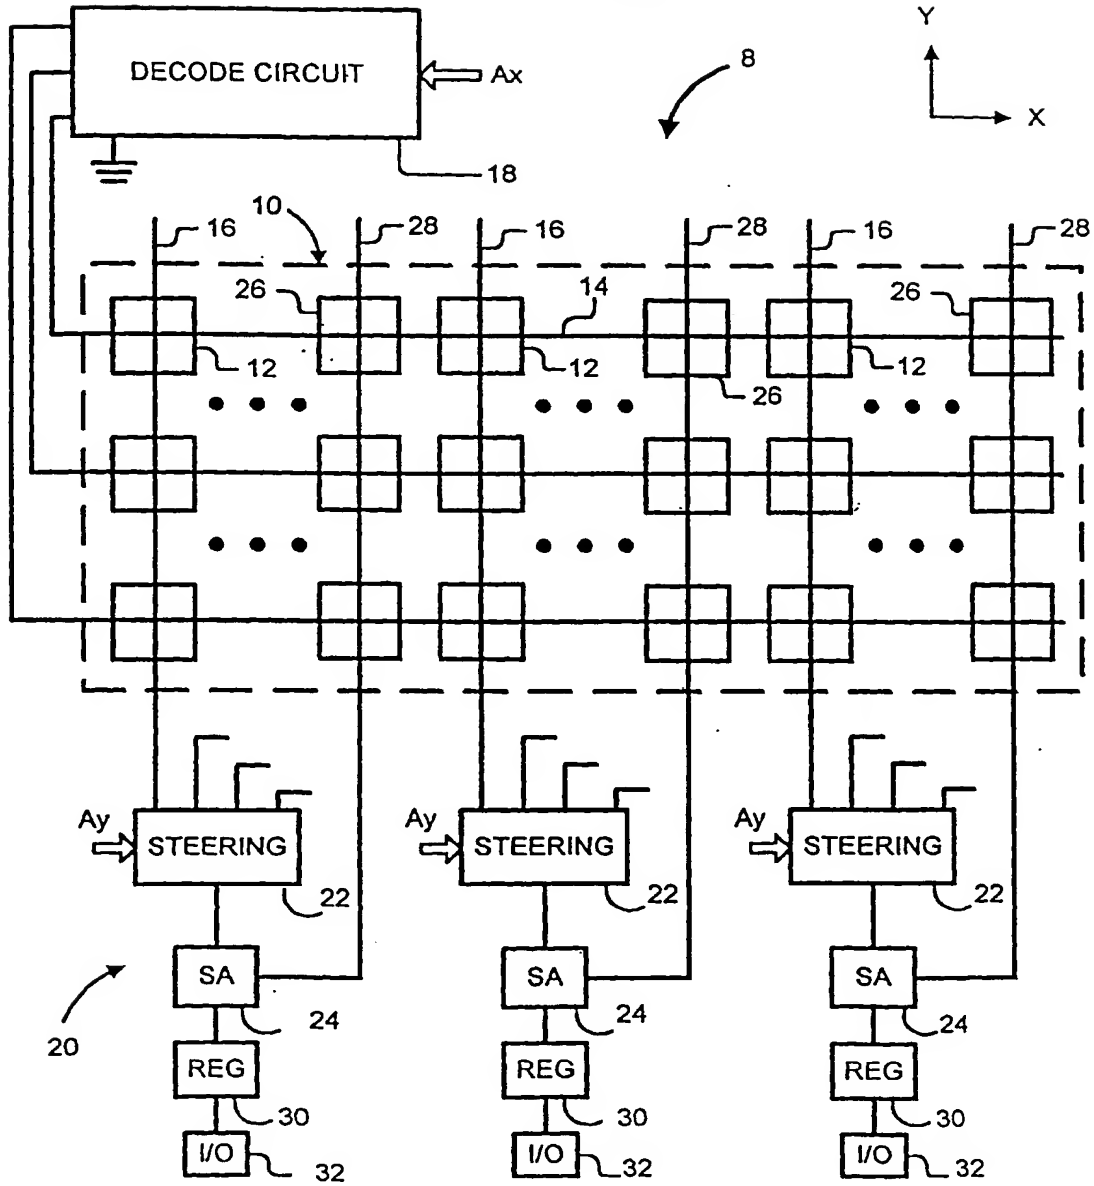 Y
DECODE CIRCUIT
Ax
8
X
18
10
16
28
16
28
16
28
26
14
26
12
12
26
12
Ay
STEERING
Ay
STEERING
Ay
STEERING
22
22
22
SA
SA
SA
20
24
24
24
REG
REG
REG
30
30
30
I/O
I/O
I/O
32
32
32